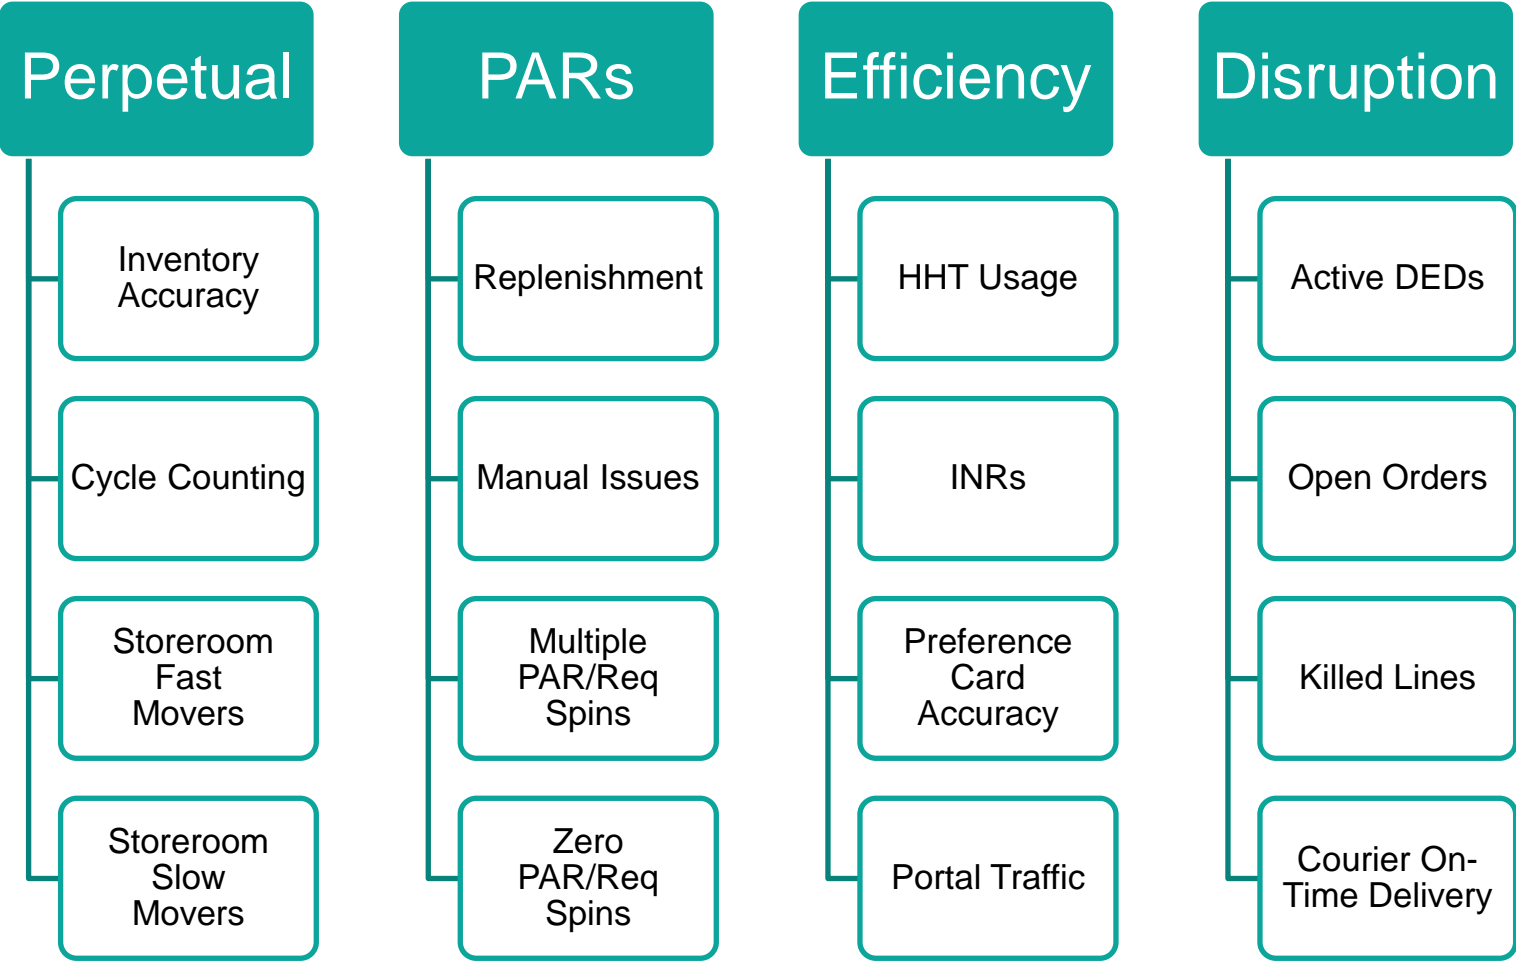 Perpetual
Inventory
Accuracy
Cycle Counting
Storeroom
Fast
Movers
Storeroom
Slow
Movers
PARs
Replenishment
Manual Issues
Multiple
PAR/Req
Spins
Zero
PAR/Req
Spins
Efficiency
HHT Usage
INRs
Preference
Card
Accuracy
Portal Traffic
Disruption
Active DEDs
Open Orders
Killed Lines
Courier On-
Time Delivery